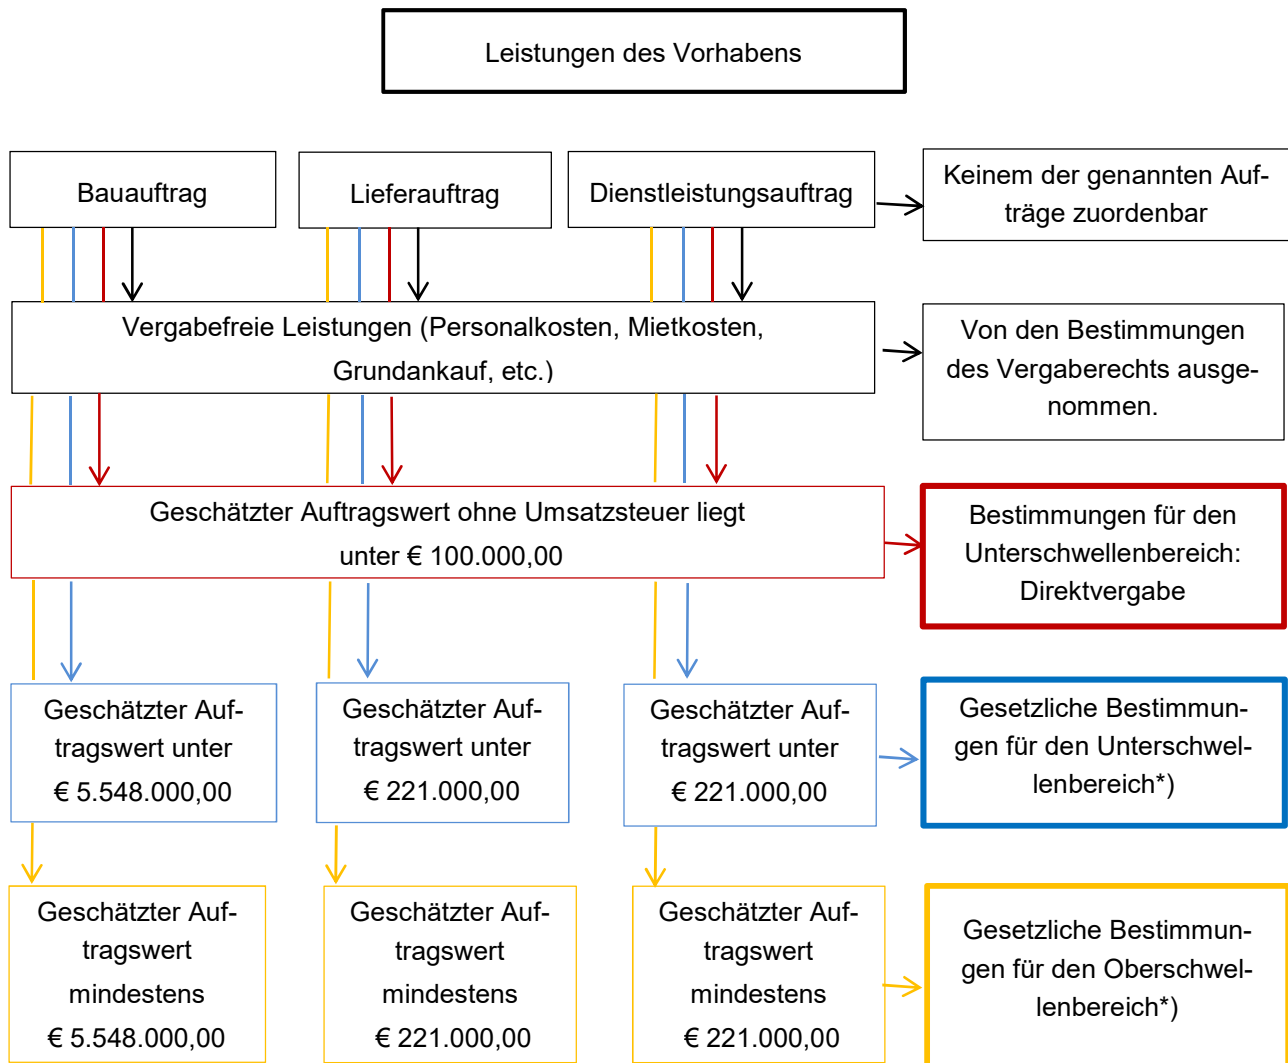 Leistungen des Vorhabens
Bauauftrag
Lieferauftrag
Dienstleistungsauftrag
Keinem der genannten Auf-
träge zuordenbar
Vergabefreie Leistungen (Personalkosten, Mietkosten,
Grundankauf, etc.)
Von den Bestimmungen
des Vergaberechts ausge-
nommen.
Geschätzter Auftragswert ohne Umsatzsteuer liegt
unter € 100.000,00
Bestimmungen für den
Unterschwellenbereich:
Direktvergabe
Geschätzter Auf-
tragswert unter
€ 5.548.000,00
Geschätzter Auf-
tragswert unter
€ 221.000,00
Geschätzter Auf-
tragswert unter
€ 221.000,00
Gesetzliche Bestimmun-
gen für den Unterschwel-
lenbereich*)
Geschätzter Auf-
tragswert
mindestens
€ 5.548.000,00
Geschätzter Auf-
tragswert
mindestens
€ 221.000,00
Geschätzter Auf-
tragswert
mindestens
€ 221.000,00
Gesetzliche Bestimmun-
gen für den Oberschwel-
lenbereich*)